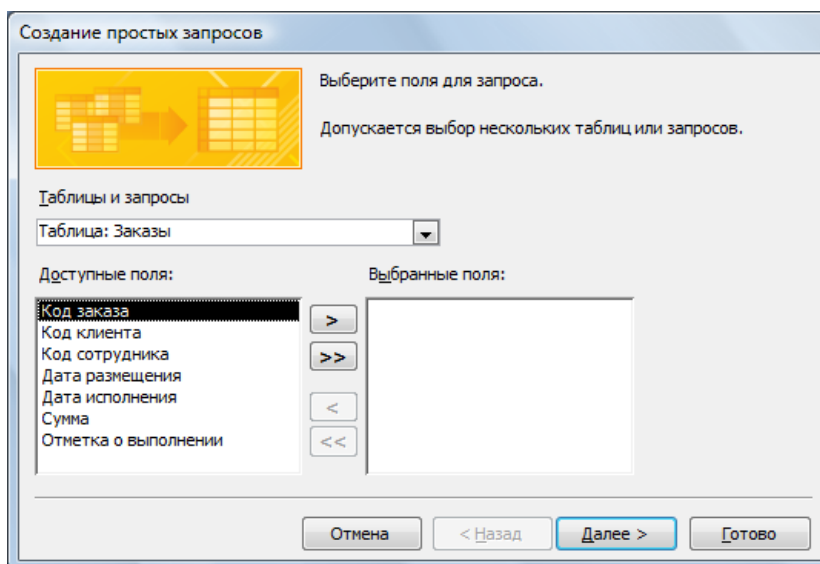 Создание простых запросов
Выберите поля для запроса.
Допускается выбор нескольких таблиц или запросов.
Таблицы и запросы
Таблица: Заказы
Доступные поля:
Выбранные поля:
Код заказа
Код клиента
Код сотрудника
Дата размещения
Дата исполнения
Сумма
Отметка о выполнении
>
>>
<
<<
Отмена
< Назад
Далее >
Готово